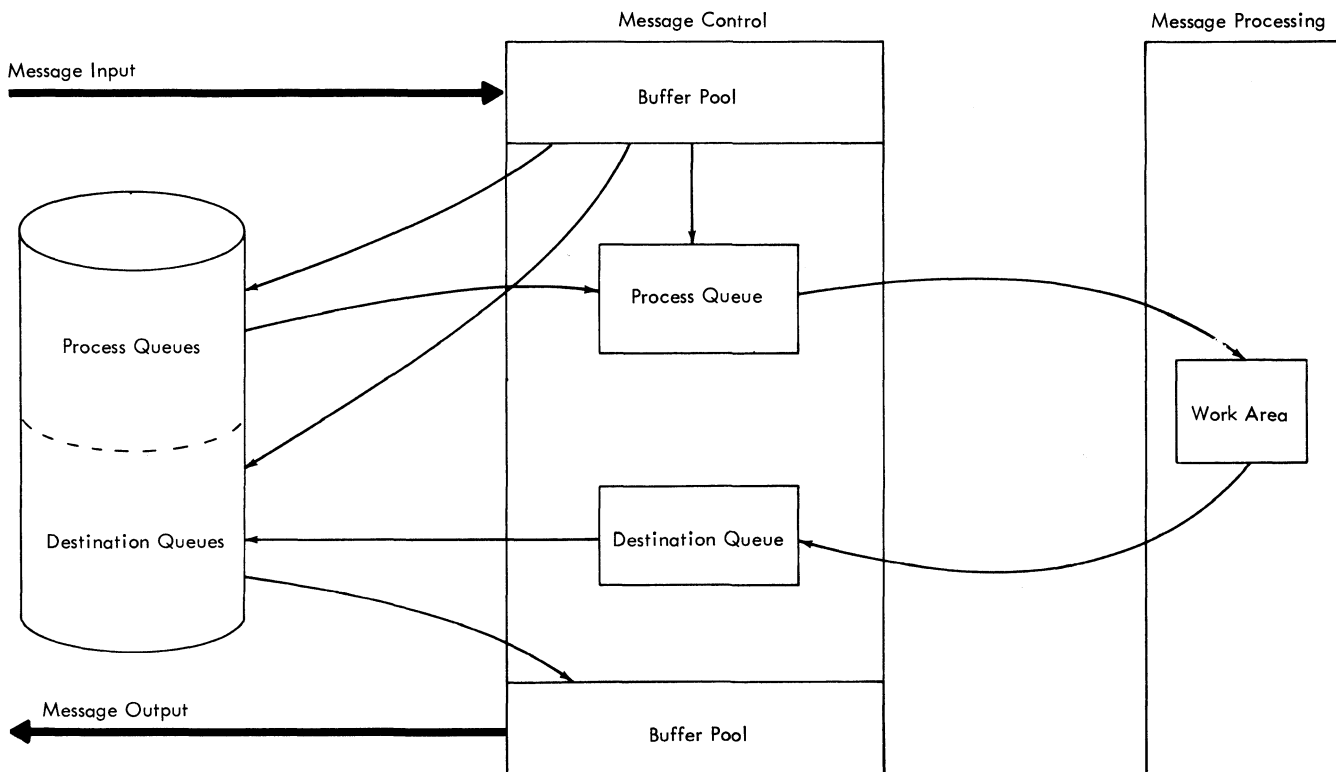 Message Control
Message Processing
Message Input
Buffer Pool
Process Queue
Process Queues
Work Area
Destination Queues
Destination Queue
Message Output
Buffer Pool